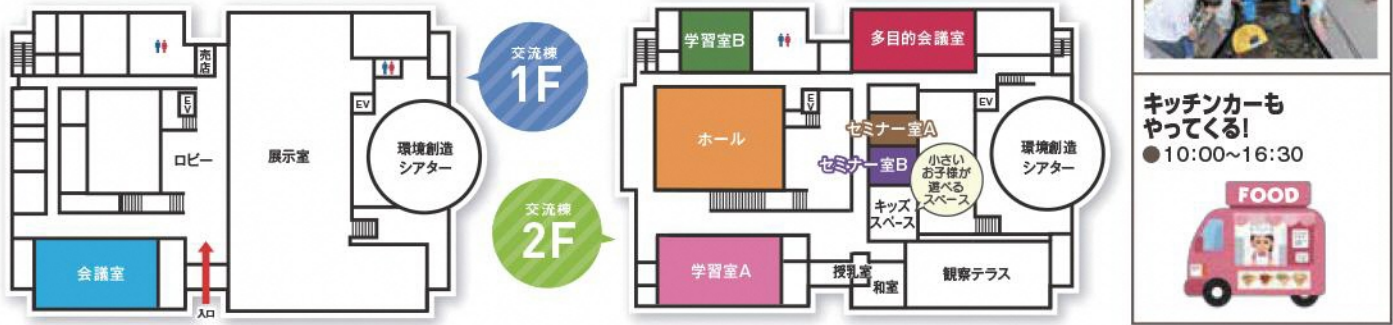 売店
EV
ロビー
展示室
EV
環境創造
シアター
会議室
入口
交流棟
1F
交流棟
2F
学習室B
多目的会議室
ホール
EV
セミナー室A
セミナー室B
小さい
お子様が
遊べる
スペース
キッズ
スペース
EV
環境創造
シアター
学習室A
授乳室
和室
観察テラス
キッチンカーも
やってくる!
●10:00~16:30
FOOD